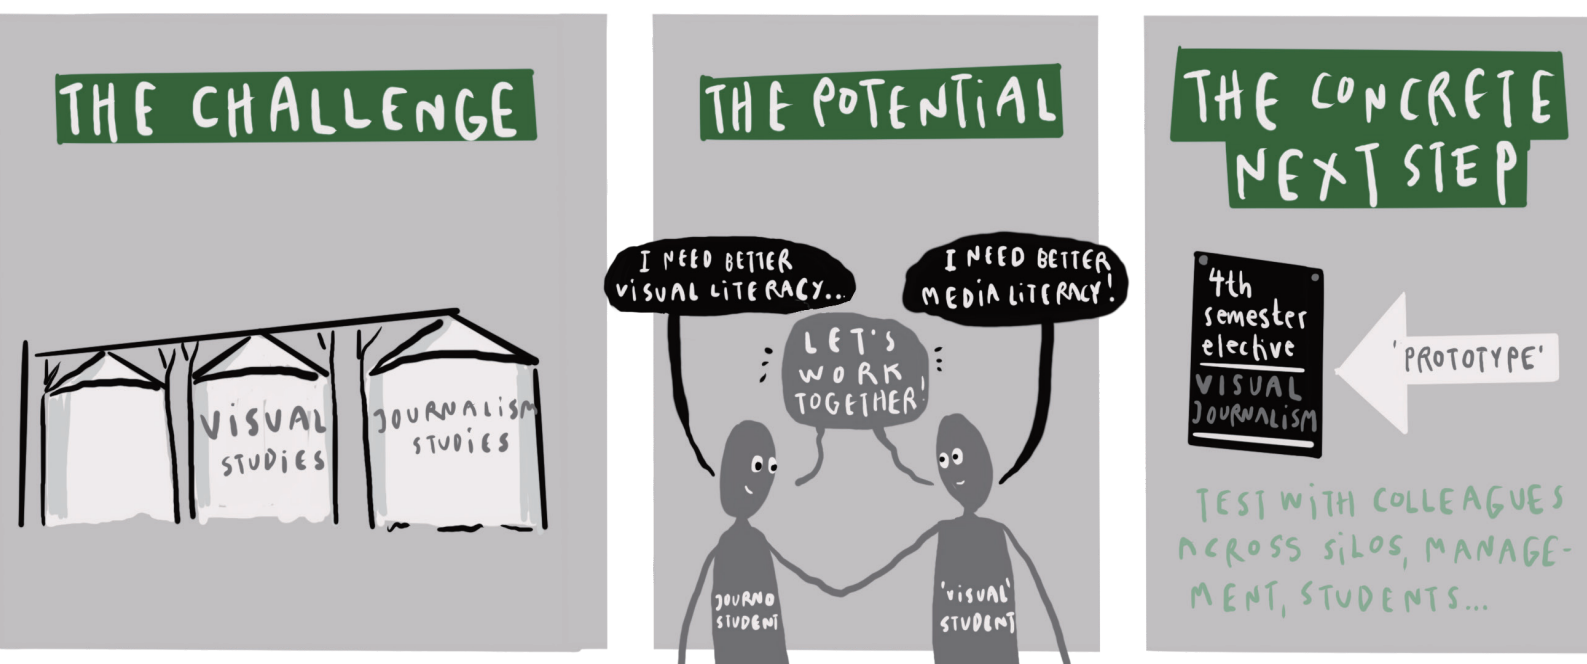 THE CHALLENGE
VISUAL
STUDIES
JOURNALISM
STUDIES
THE POTENTIAL
I NEED BETTER
VISUAL LITERACY...
I NEED BETTER
MEDIA LITERACY!
LET'S
WORK
TOGETHER!
JOURNO
STUDENT
'VISUAL'
STUDENT
THE CONCRETE
NEXT STEP
4th
semester
elective
VISUAL
JOURNALISM
'PROTOTYPE'
TEST WITH COLLEAGUES
ACROSS SILOS, MANAGE-
MENT, STUDENTS...